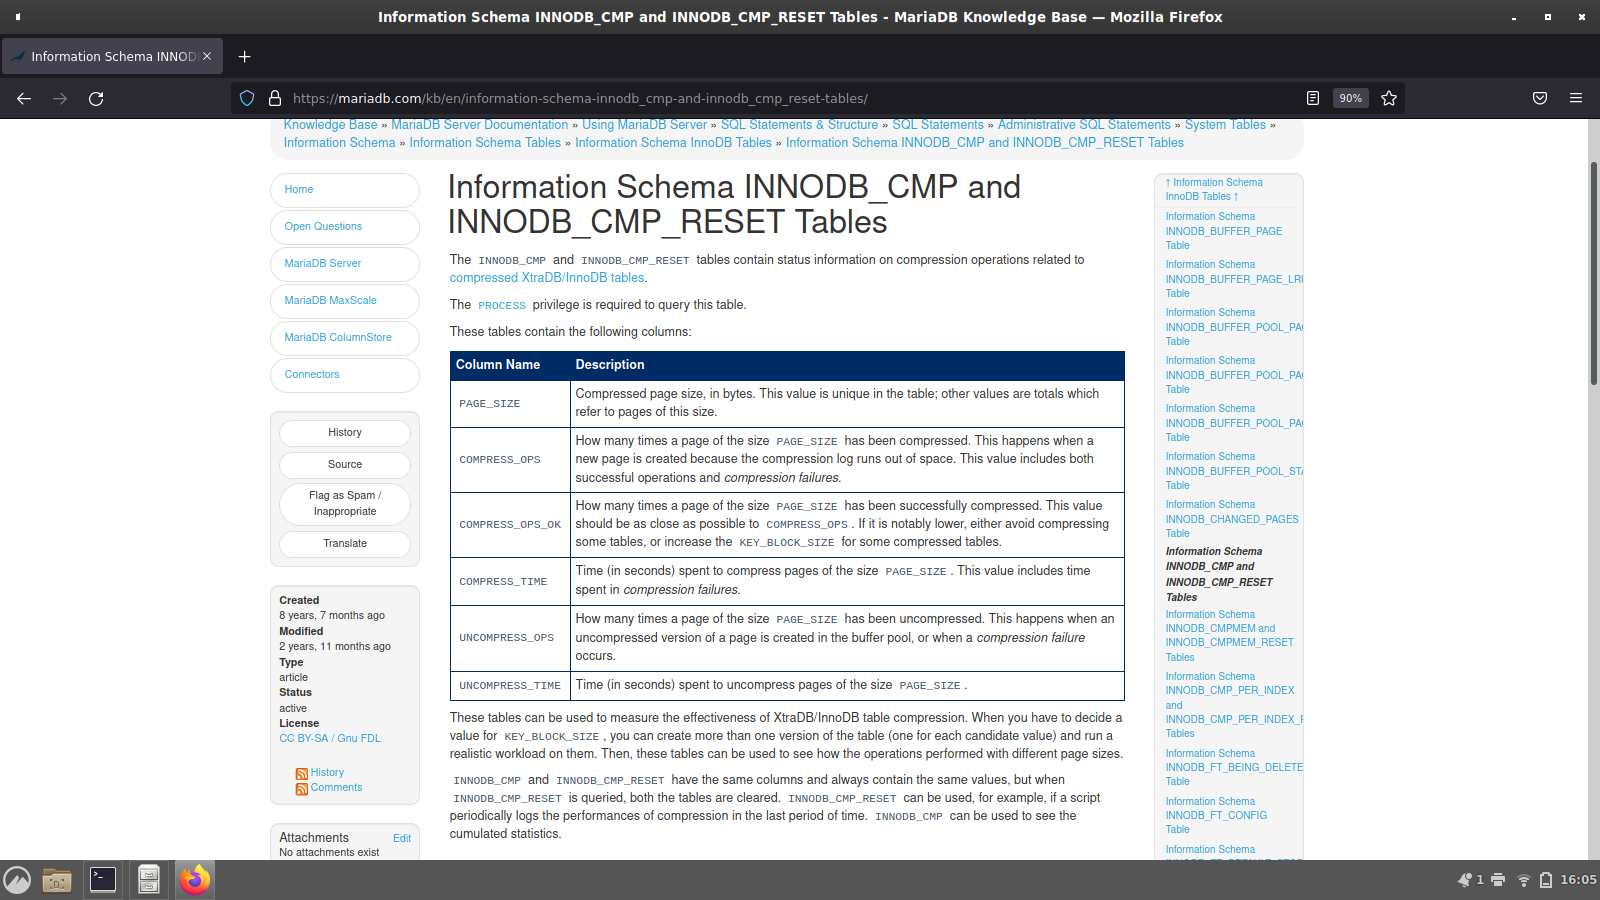 Information Schema INNODB_CMP and INNODB_CMP_RESET Tables - MariaDB Knowledge Base — Mozilla Firefox
Information Schema INNOD
https://mariadb.com/kb/en/information-schema-innodb_cmp-and-innodb_cmp_reset-tables/
90%
Knowledge Base » MariaDB Server Documentation » Using MariaDB Server » SQL Statements & Structure » SQL Statements » Administrative SQL Statements » System Tables »
Information Schema » Information Schema Tables » Information Schema InnoDB Tables » Information Schema INNODB_CMP and INNODB_CMP_RESET Tables
Home
Open Questions
MariaDB Server
MariaDB MaxScale
MariaDB ColumnStore
Connectors
History
Source
Flag as Spam /
Inappropriate
Translate
Created
8 years, 7 months ago
Modified
2 years, 11 months ago
Type
article
Status
active
License
CC BY-SA / Gnu FDL
History
Comments
Attachments Edit
No attachments exist
Information Schema INNODB_CMP and
INNODB_CMP_RESET Tables
The INNODB_CMP and INNODB_CMP_RESET tables contain status information on compression operations related to
compressed XtraDB/InnoDB tables.
The PROCESS privilege is required to query this table.
These tables contain the following columns:
Column Name Description
PAGE_SIZE
Compressed page size, in bytes. This value is unique in the table; other values are totals which
refer to pages of this size.
COMPRESS_OPS
How many times a page of the size PAGE_SIZE has been compressed. This happens when a
new page is created because the compression log runs out of space. This value includes both
successful operations and compression failures.
COMPRESS_OPS_OK
How many times a page of the size PAGE_SIZE has been successfully compressed. This value
should be as close as possible to COMPRESS_OPS . If it is notably lower, either avoid compressing
some tables, or increase the KEY_BLOCK_SIZE for some compressed tables.
COMPRESS_TIME
Time (in seconds) spent to compress pages of the size PAGE_SIZE . This value includes time
spent in compression failures.
UNCOMPRESS_OPS
How many times a page of the size PAGE_SIZE has been uncompressed. This happens when an
uncompressed version of a page is created in the buffer pool, or when a compression failure
occurs.
UNCOMPRESS_TIME Time (in seconds) spent to uncompress pages of the size PAGE_SIZE .
These tables can be used to measure the effectiveness of XtraDB/InnoDB table compression. When you have to decide a
value for KEY_BLOCK_SIZE , you can create more than one version of the table (one for each candidate value) and run a
realistic workload on them. Then, these tables can be used to see how the operations performed with different page sizes.
INNODB_CMP and INNODB_CMP_RESET have the same columns and always contain the same values, but when
INNODB_CMP_RESET is queried, both the tables are cleared. INNODB_CMP_RESET can be used, for example, if a script
periodically logs the performances of compression in the last period of time. INNODB_CMP can be used to see the
cumulated statistics.
↑ Information Schema
InnoDB Tables ↑
Information Schema
INNODB_BUFFER_PAGE
Table
Information Schema
INNODB_BUFFER_PAGE_LR
Table
Information Schema
INNODB_BUFFER_POOL_PA
Table
Information Schema
INNODB_BUFFER_POOL_PA
Table
Information Schema
INNODB_BUFFER_POOL_PA
Table
Information Schema
INNODB_BUFFER_POOL_STA
Table
Information Schema
INNODB_CHANGED_PAGES
Table
Information Schema
INNODB_CMP and
INNODB_CMP_RESET
Tables
Information Schema
INNODB_CMPMEM and
INNODB_CMPMEM_RESET
Tables
Information Schema
INNODB_CMP_PER_INDEX
and
INNODB_CMP_PER_INDEX_
Tables
Information Schema
INNODB_FT_BEING_DELETE
Table
Information Schema
INNODB_FT_CONFIG
Table
Information Schema
1
16:05